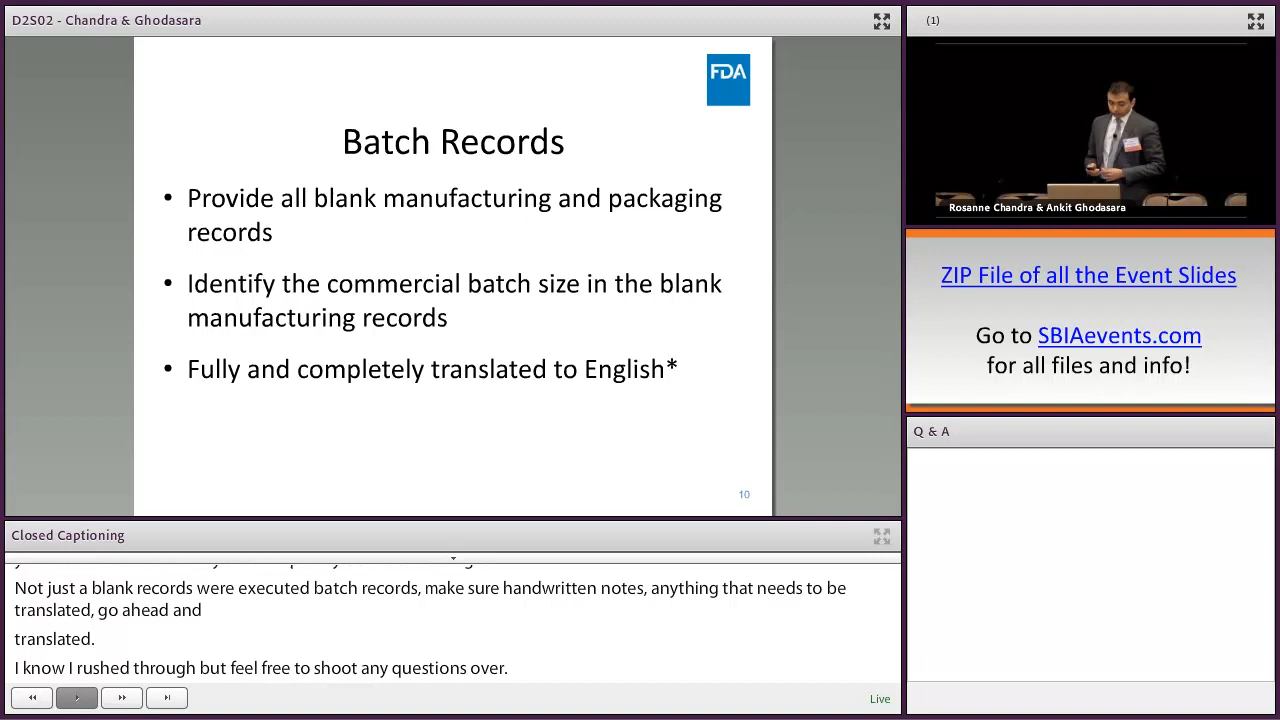 D2S02 - Chandra & Ghodasara
FDA
Batch Records
• Provide all blank manufacturing and packaging
records
• Identify the commercial batch size in the blank
manufacturing records
• Fully and completely translated to English*
10
Closed Captioning
Not just a blank records were executed batch records, make sure handwritten notes, anything that needs to be
translated, go ahead and
translated.
I know I rushed through but feel free to shoot any questions over.
Live
(1)
Rosanne Chandra & Ankit Ghodasara
ZIP File of all the Event Slides
Go to SBIAevents.com
for all files and info!
Q & A